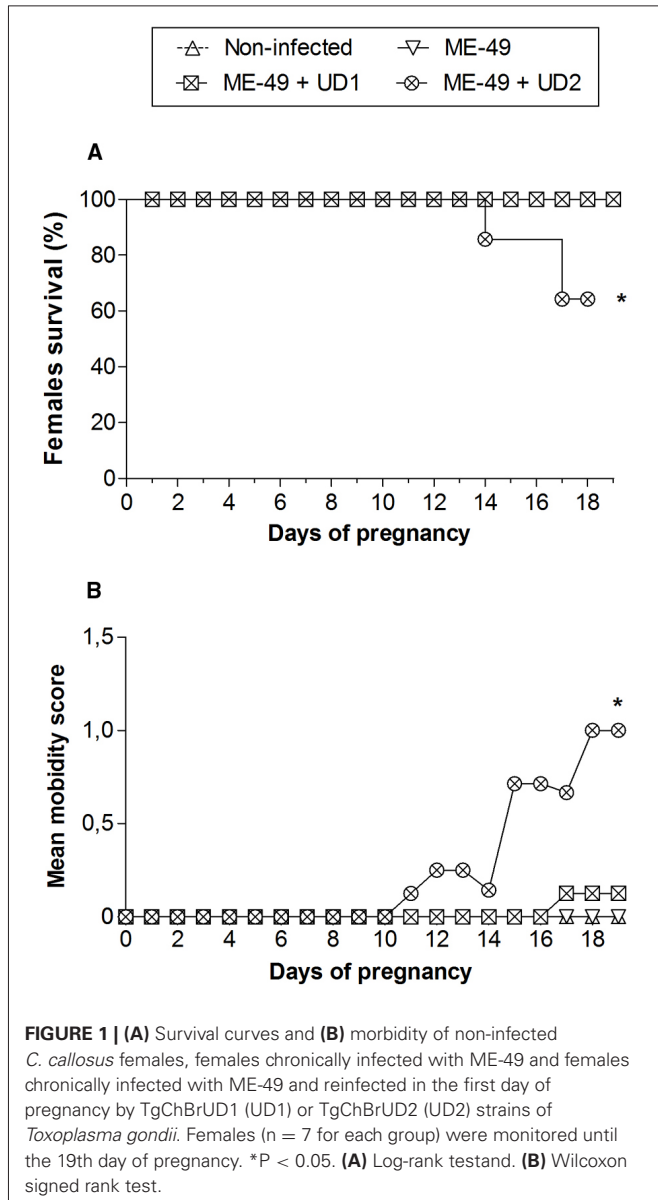 Non-infected ME-49
ME-49 + UD1 ME-49 + UD2
A
100
80
60
40
20
0
Females survival (%)
*
0 2 4 6 8 10 12 14 16 18
Days of pregnancy
B
1,5
1,0
0,5
0
Mean mobidity score
*
0 2 4 6 8 10 12 14 16 18
Days of pregnancy
FIGURE 1 | (A) Survival curves and (B) morbidity of non-infected
C. callosus females, females chronically infected with ME-49 and females
chronically infected with ME-49 and reinfected in the first day of
pregnancy by TgChBrUD1 (UD1) or TgChBrUD2 (UD2) strains of
Toxoplasma gondii. Females (n = 7 for each group) were monitored until
the 19th day of pregnancy. *P < 0.05. (A) Log-rank testand. (B) Wilcoxon
signed rank test.